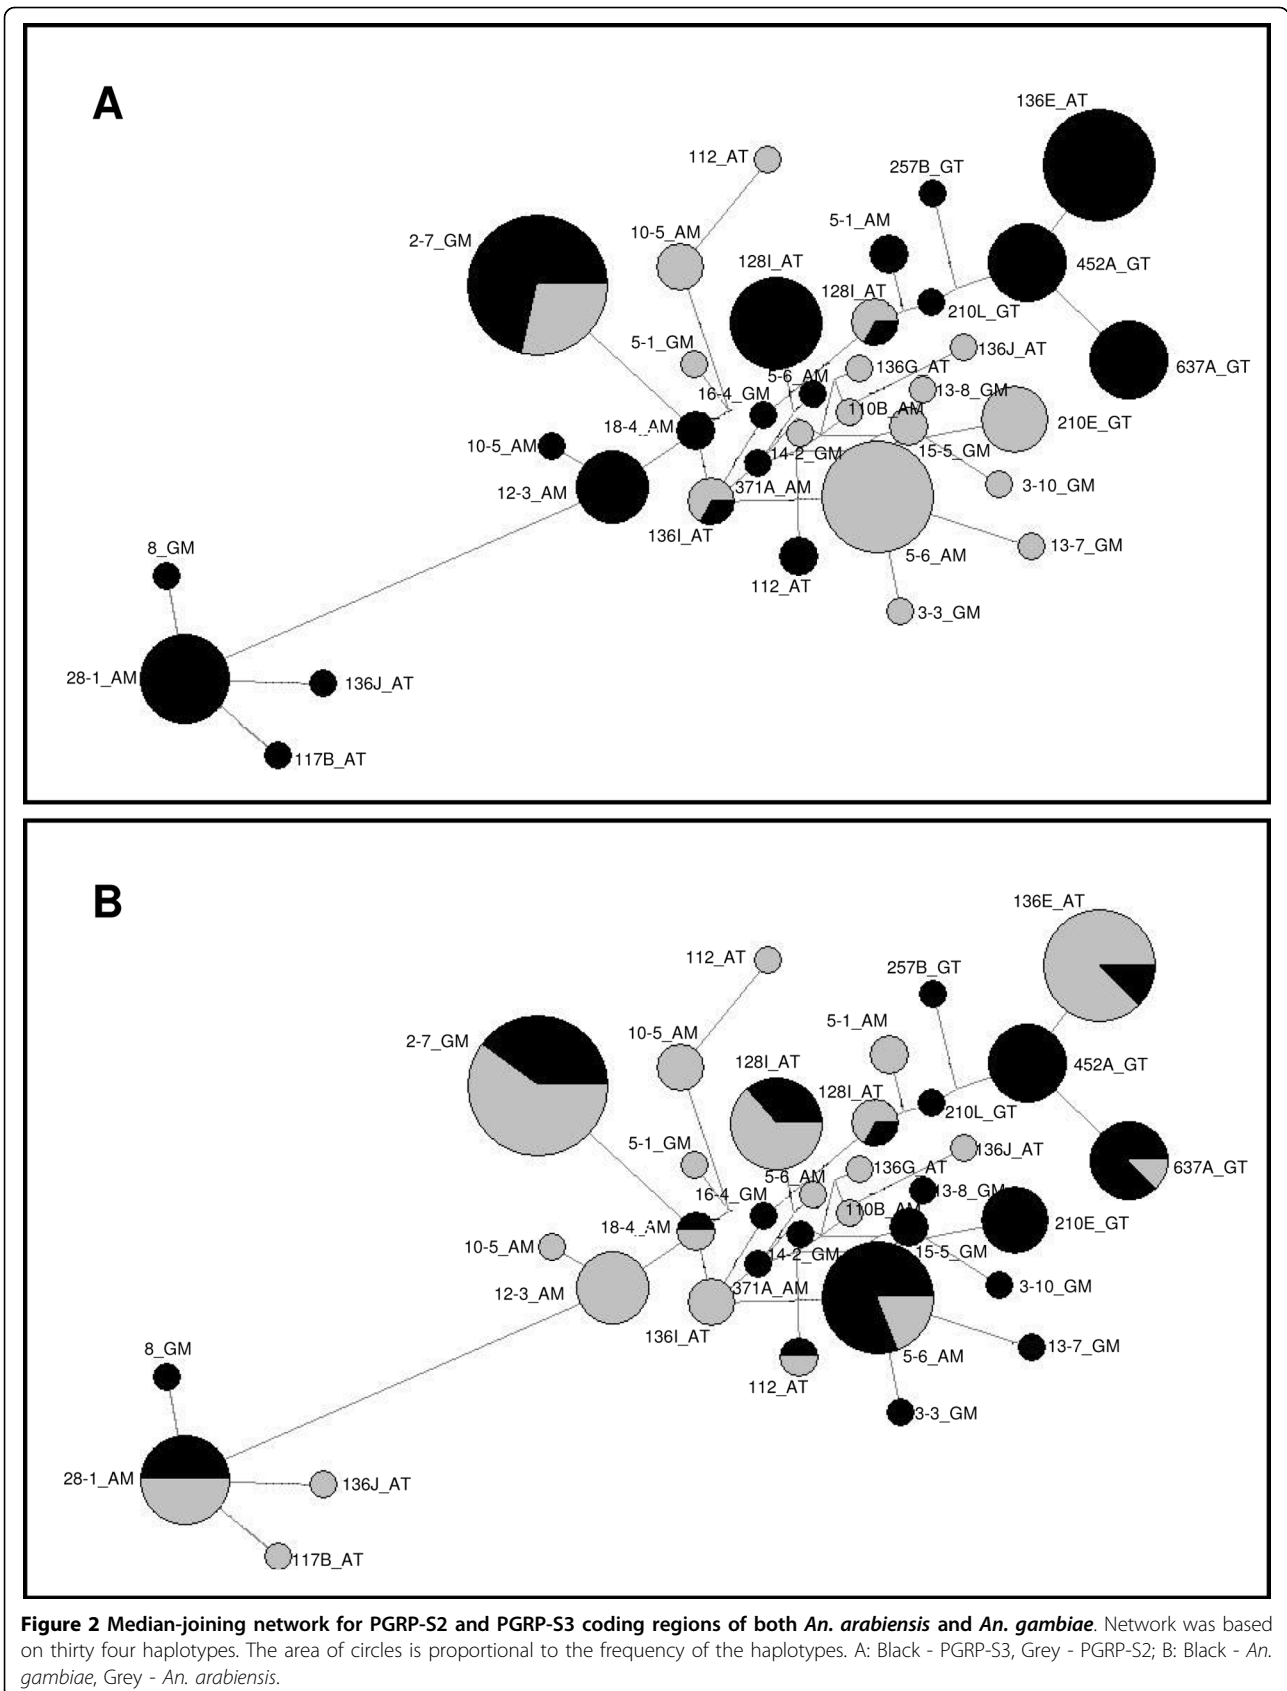 A
136E_AT
112_AT
257B_GT
5-1_AM
2-7_GM
10-5_AM
128I_AT
452A_GT
128I_AT
210L_GT
5-1_GM
136J_AT
136G_AT
637A_GT
5-6_AM
16-4_GM
13-8_GM
110B_AM
18-4_AM
210E_GT
10-5_AM
14-2_GM
15-5_GM
12-3_AM
371A_AM
3-10_GM
136I_AT
8_GM
5-6_AM
13-7_GM
112_AT
3-3_GM
28-1_AM
136J_AT
117B_AT
B
136E_AT
112_AT
257B_GT
5-1_AM
10-5_AM
2-7_GM
128I_AT
452A_GT
128I_AT
210L_GT
5-1_GM
136J_AT
136G_AT
637A_GT
5-6_AM
16-4_GM
13-8_GM
110B_AM
18-4_AM
210E_GT
10-5_AM
14-2_GM
15-5_GM
12-3_AM
371A_AM
3-10_GM
136I_AT
8_GM
5-6_AM
13-7_GM
112_AT
3-3_GM
28-1_AM
136J_AT
117B_AT
Figure 2 Median-joining network for PGRP-S2 and PGRP-S3 coding regions of both An. arabiensis and An. gambiae. Network was based
on thirty four haplotypes. The area of circles is proportional to the frequency of the haplotypes. A: Black - PGRP-S3, Grey - PGRP-S2; B: Black - An.
gambiae, Grey - An. arabiensis.